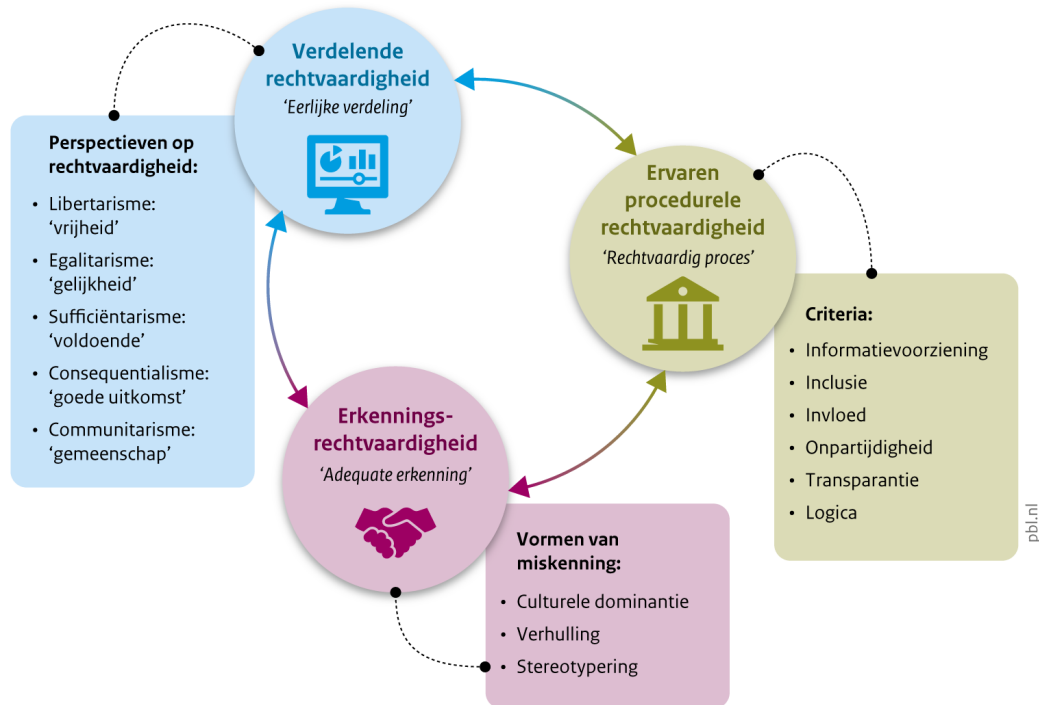 Verdelende
rechtvaardigheid
‘Eerlijke verdeling’
Perspectieven op
rechtvaardigheid:
• Libertarisme:
‘vrijheid’
• Egalitarisme:
‘gelijkheid’
• Sufficiëntarisme:
‘voldoende’
• Consequentialisme:
‘goede uitkomst’
• Communitarisme:
‘gemeenschap’
Ervaren
procedurele
rechtvaardigheid
‘Rechtvaardig proces’
Criteria:
• Informatievoorziening
• Inclusie
• Invloed
• Onpartijdigheid
• Transparantie
• Logica
Erkennings-
rechtvaardigheid
‘Adequate erkenning’
Vormen van
miskenning:
• Culturele dominantie
• Verhulling
• Stereotypering
pbl.nl